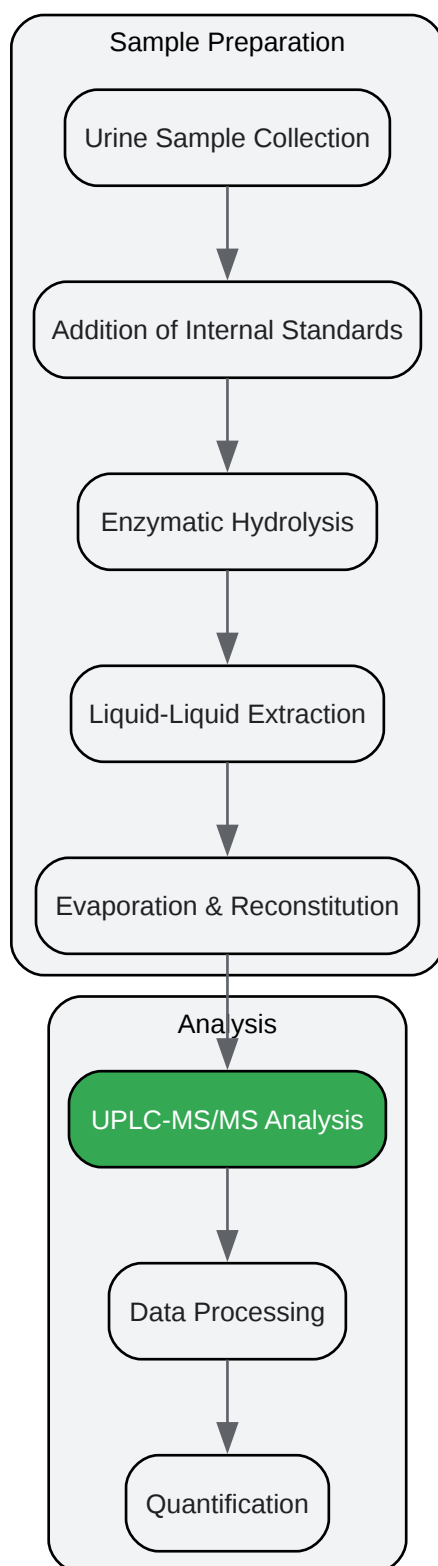 Sample Preparation
Urine Sample Collection
Addition of Internal Standards
Enzymatic Hydrolysis
Liquid-Liquid Extraction
Evaporation & Reconstitution
Analysis
UPLC-MS/MS Analysis
Data Processing
Quantification